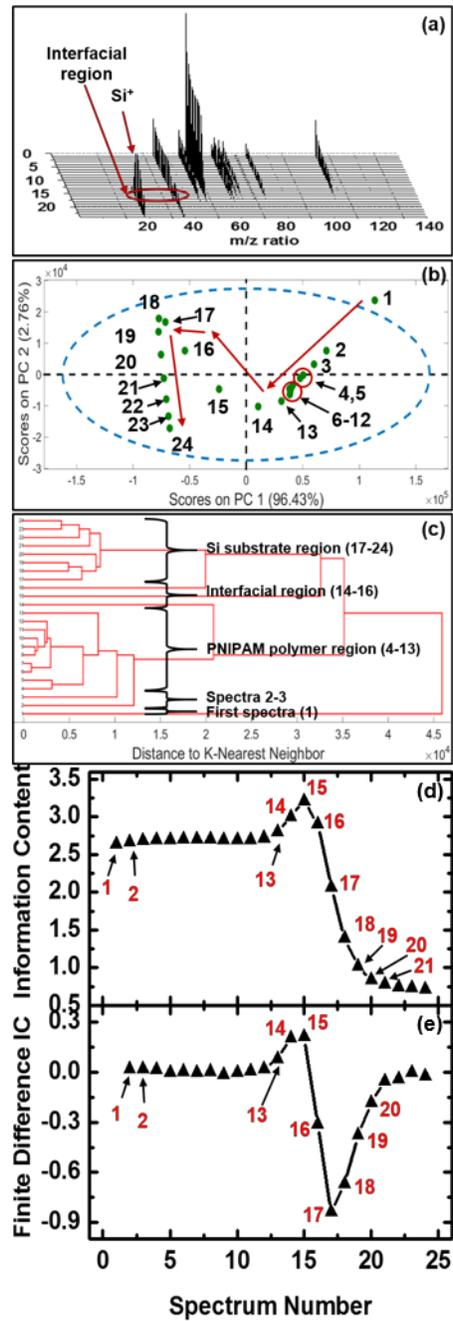 (a)
Interfacial
region
Si⁺
0
5
10
15
20
20 40 60 80 100 120 140
m/z ratio
(b)
×10⁴
3
2
1
0
-1
-2
-3
Scores on PC 2 (2.76%)
18
17
19
16
20
21
22
23
24
15
14
13
6-12
4,5
3
2
1
-1.5 -1 -0.5 0 0.5 1 1.5
×10⁵
Scores on PC 1 (96.43%)
(c)
Si substrate region (17-24)
Interfacial region (14-16)
PNIPAM polymer region (4-13)
Spectra 2-3
First spectra (1)
0 0.5 1 1.5 2 2.5 3 3.5 4 4.5
×10⁴
Distance to K-Nearest Neighbor
(d)
Information Content
3.5
3.0
2.5
2.0
1.5
1.0
0.5
1
2
13
14
15
16
17
18
19
20
21
(e)
Finite Difference IC
0.3
0.0
-0.3
-0.6
-0.9
1
2
13
14
15
16
17
18
19
20
0 5 10 15 20 25
Spectrum Number